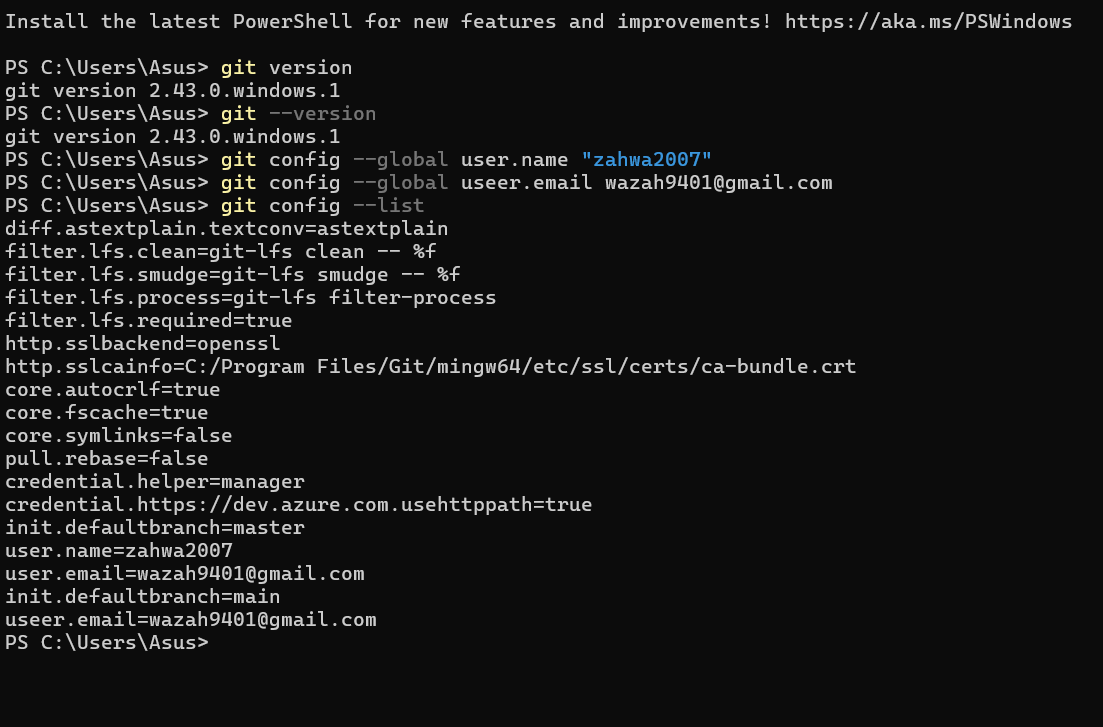 Install the latest PowerShell for new features and improvements! https://aka.ms/PSWindows
PS C:\Users\Asus> git version
git version 2.43.0.windows.1
PS C:\Users\Asus> git --version
git version 2.43.0.windows.1
PS C:\Users\Asus> git config --global user.name "zahwa2007"
PS C:\Users\Asus> git config --global useer.email wazah9401@gmail.com
PS C:\Users\Asus> git config --list
diff.astextplain.textconv=astextplain
filter.lfs.clean=git-lfs clean -- %f
filter.lfs.smudge=git-lfs smudge -- %f
filter.lfs.process=git-lfs filter-process
filter.lfs.required=true
http.sslbackend=openssl
http.sslcainfo=C:/Program Files/Git/mingw64/etc/ssl/certs/ca-bundle.crt
core.autocrlf=true
core.fscache=true
core.symlinks=false
pull.rebase=false
credential.helper=manager
credential.https://dev.azure.com.usehttppath=true
init.defaultbranch=master
user.name=zahwa2007
user.email=wazah9401@gmail.com
init.defaultbranch=main
useer.email=wazah9401@gmail.com
PS C:\Users\Asus>